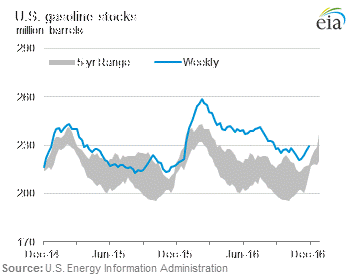 U.S. gasoline stocks
million barrels
eia
290
5-yr Range Weekly
260
230
200
170
Dec-14 Jun-15 Dec-15 Jun-16 Dec-16
Source: U.S. Energy Information Administration